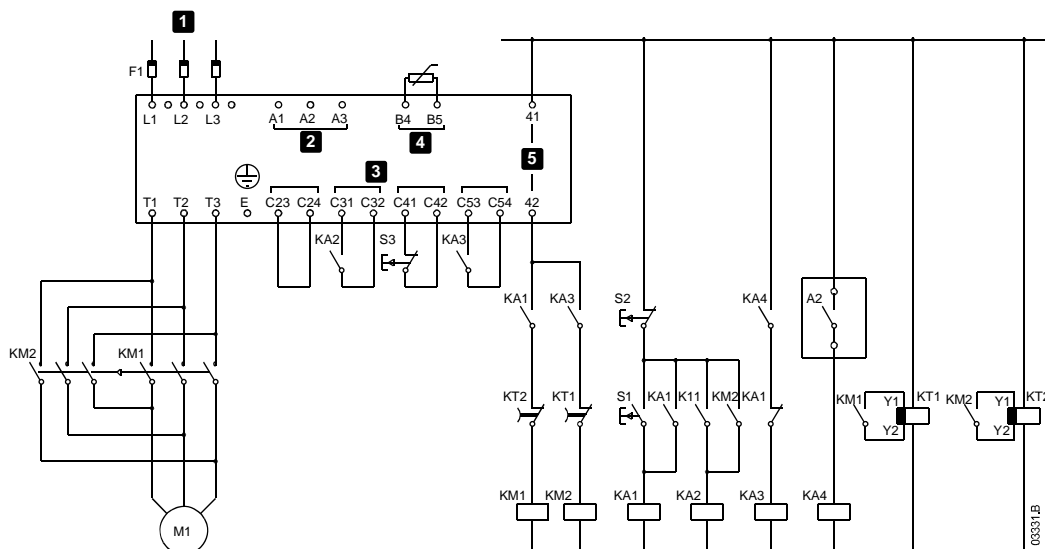 1
F1
L1 L2 L3 A1 A2 A3 B4 B5 41
2 4
5
3
T1 T2 T3 E C23 C24 C31 C32 C41 C42 C53 C54 42
KA2 S3 KA3
KA1 KA3 S2 KA4 A2
KM2 KM1
KT2 KT1 S1 KA1 K11 KM2 KA1 KM1 Y1 KT1 KM2 Y1 KT2
Y2 Y2
KM1 KM2 KA1 KA2 KA3 KA4
M1
03331.B